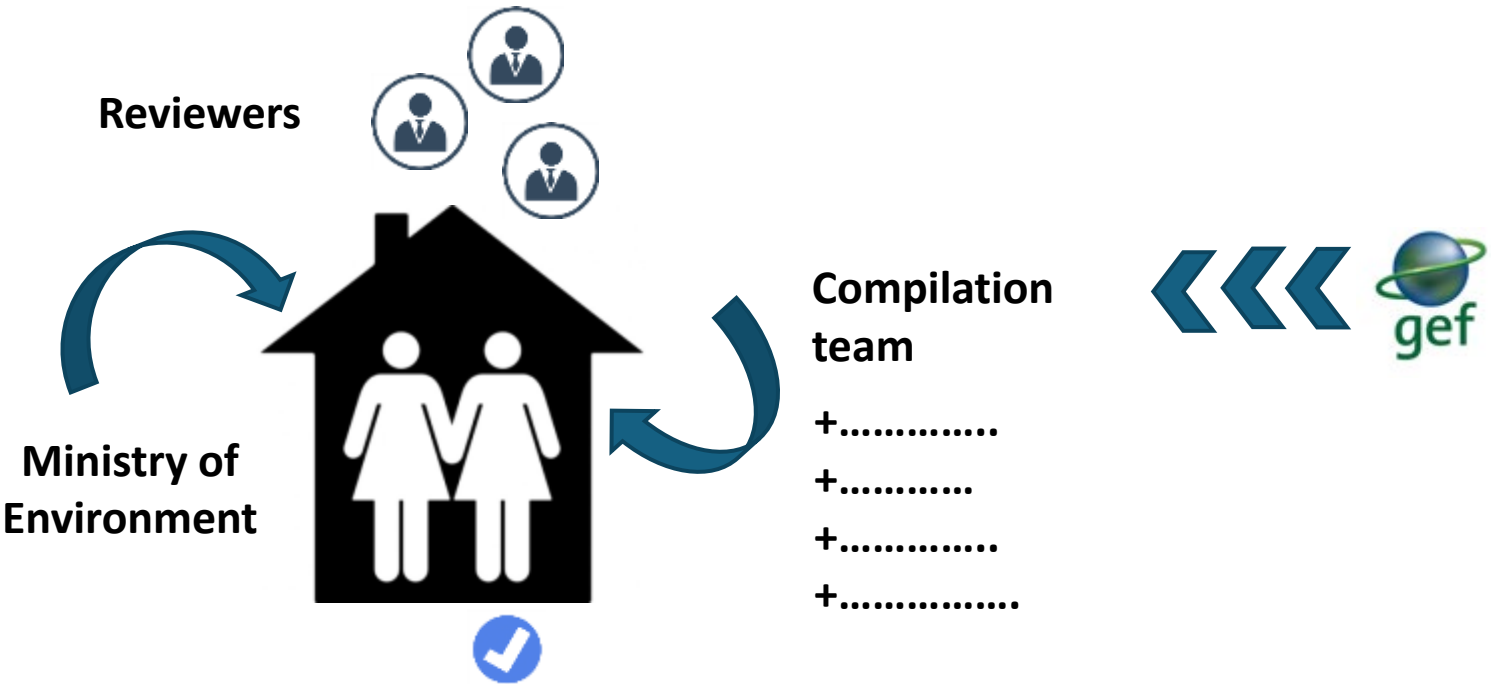 Reviewers
Compilation
team
gef
+…………..
+…………
+…………..
+…………….
Ministry of
Environment